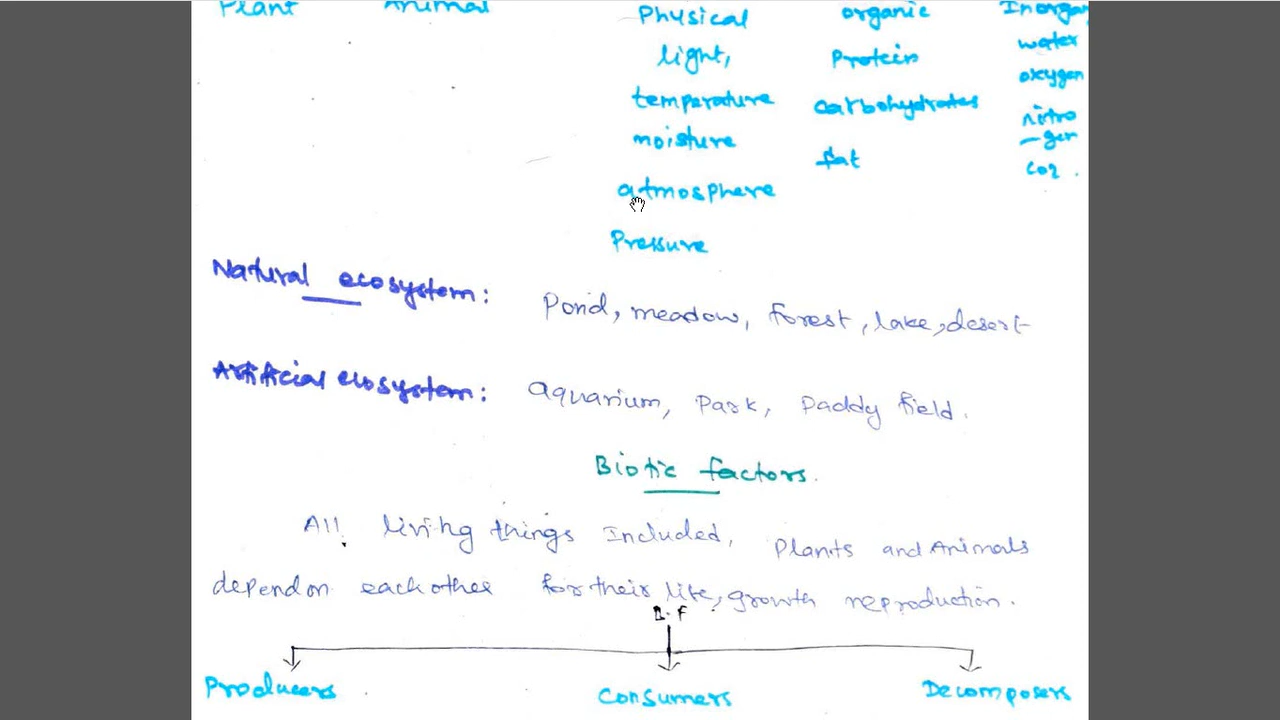 Plant Animal Physical organic Inorgan
light, Protein water
temperature carbohydrates oxygen
moisture fat nitro
-gen
atmosphere co2 .
Pressure
Natural ecosystem: Pond, meadow, forest, lake, desert
Artificial ecosystem: aquarium, Park, Paddy field.
Biotic factors.
All living things Included, Plants and Animals
depend on each other for their life, growth reproduction.
B.F
Producers Consumers Decomposers